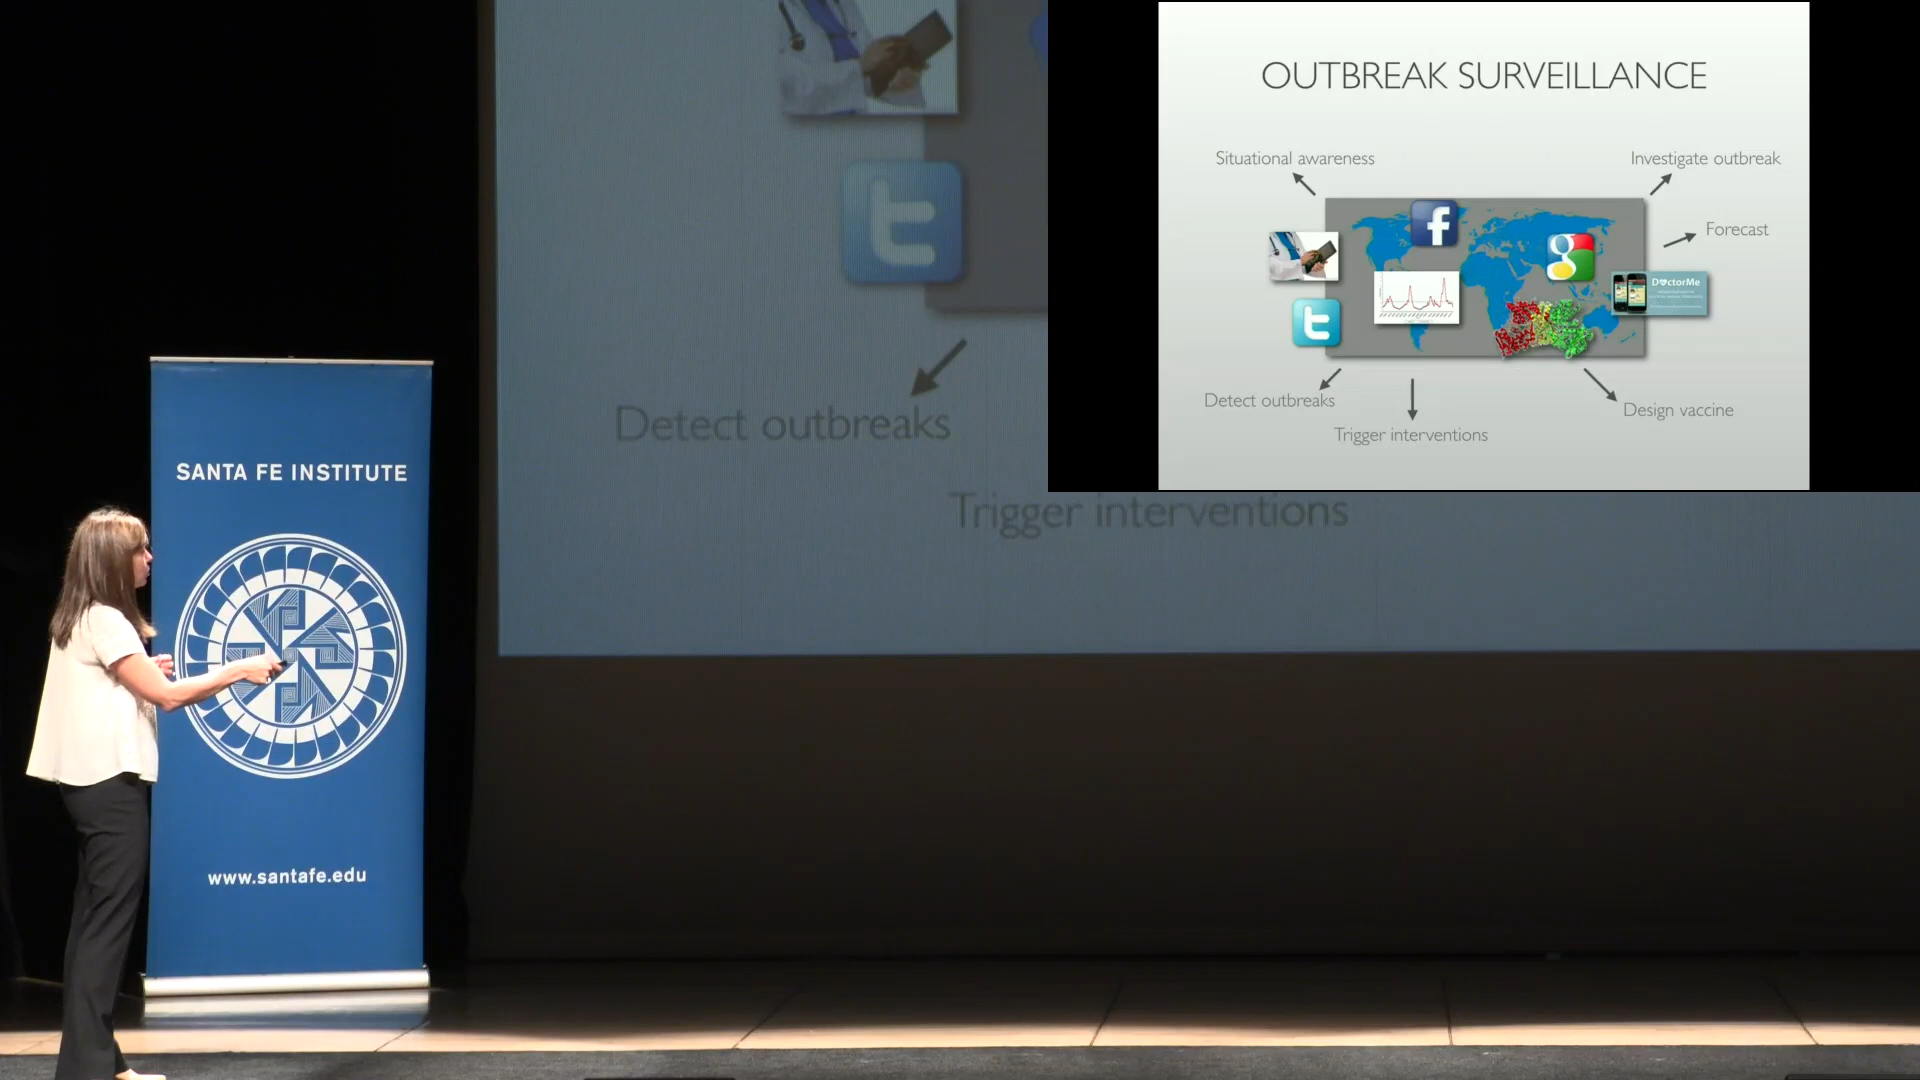 SANTA FE INSTITUTE
www.santafe.edu
t
Detect outbreaks
Trigger interventions
OUTBREAK SURVEILLANCE
Situational awareness
Investigate outbreak
f
Forecast
g
DoctorMe
t
Detect outbreaks
Design vaccine
Trigger interventions